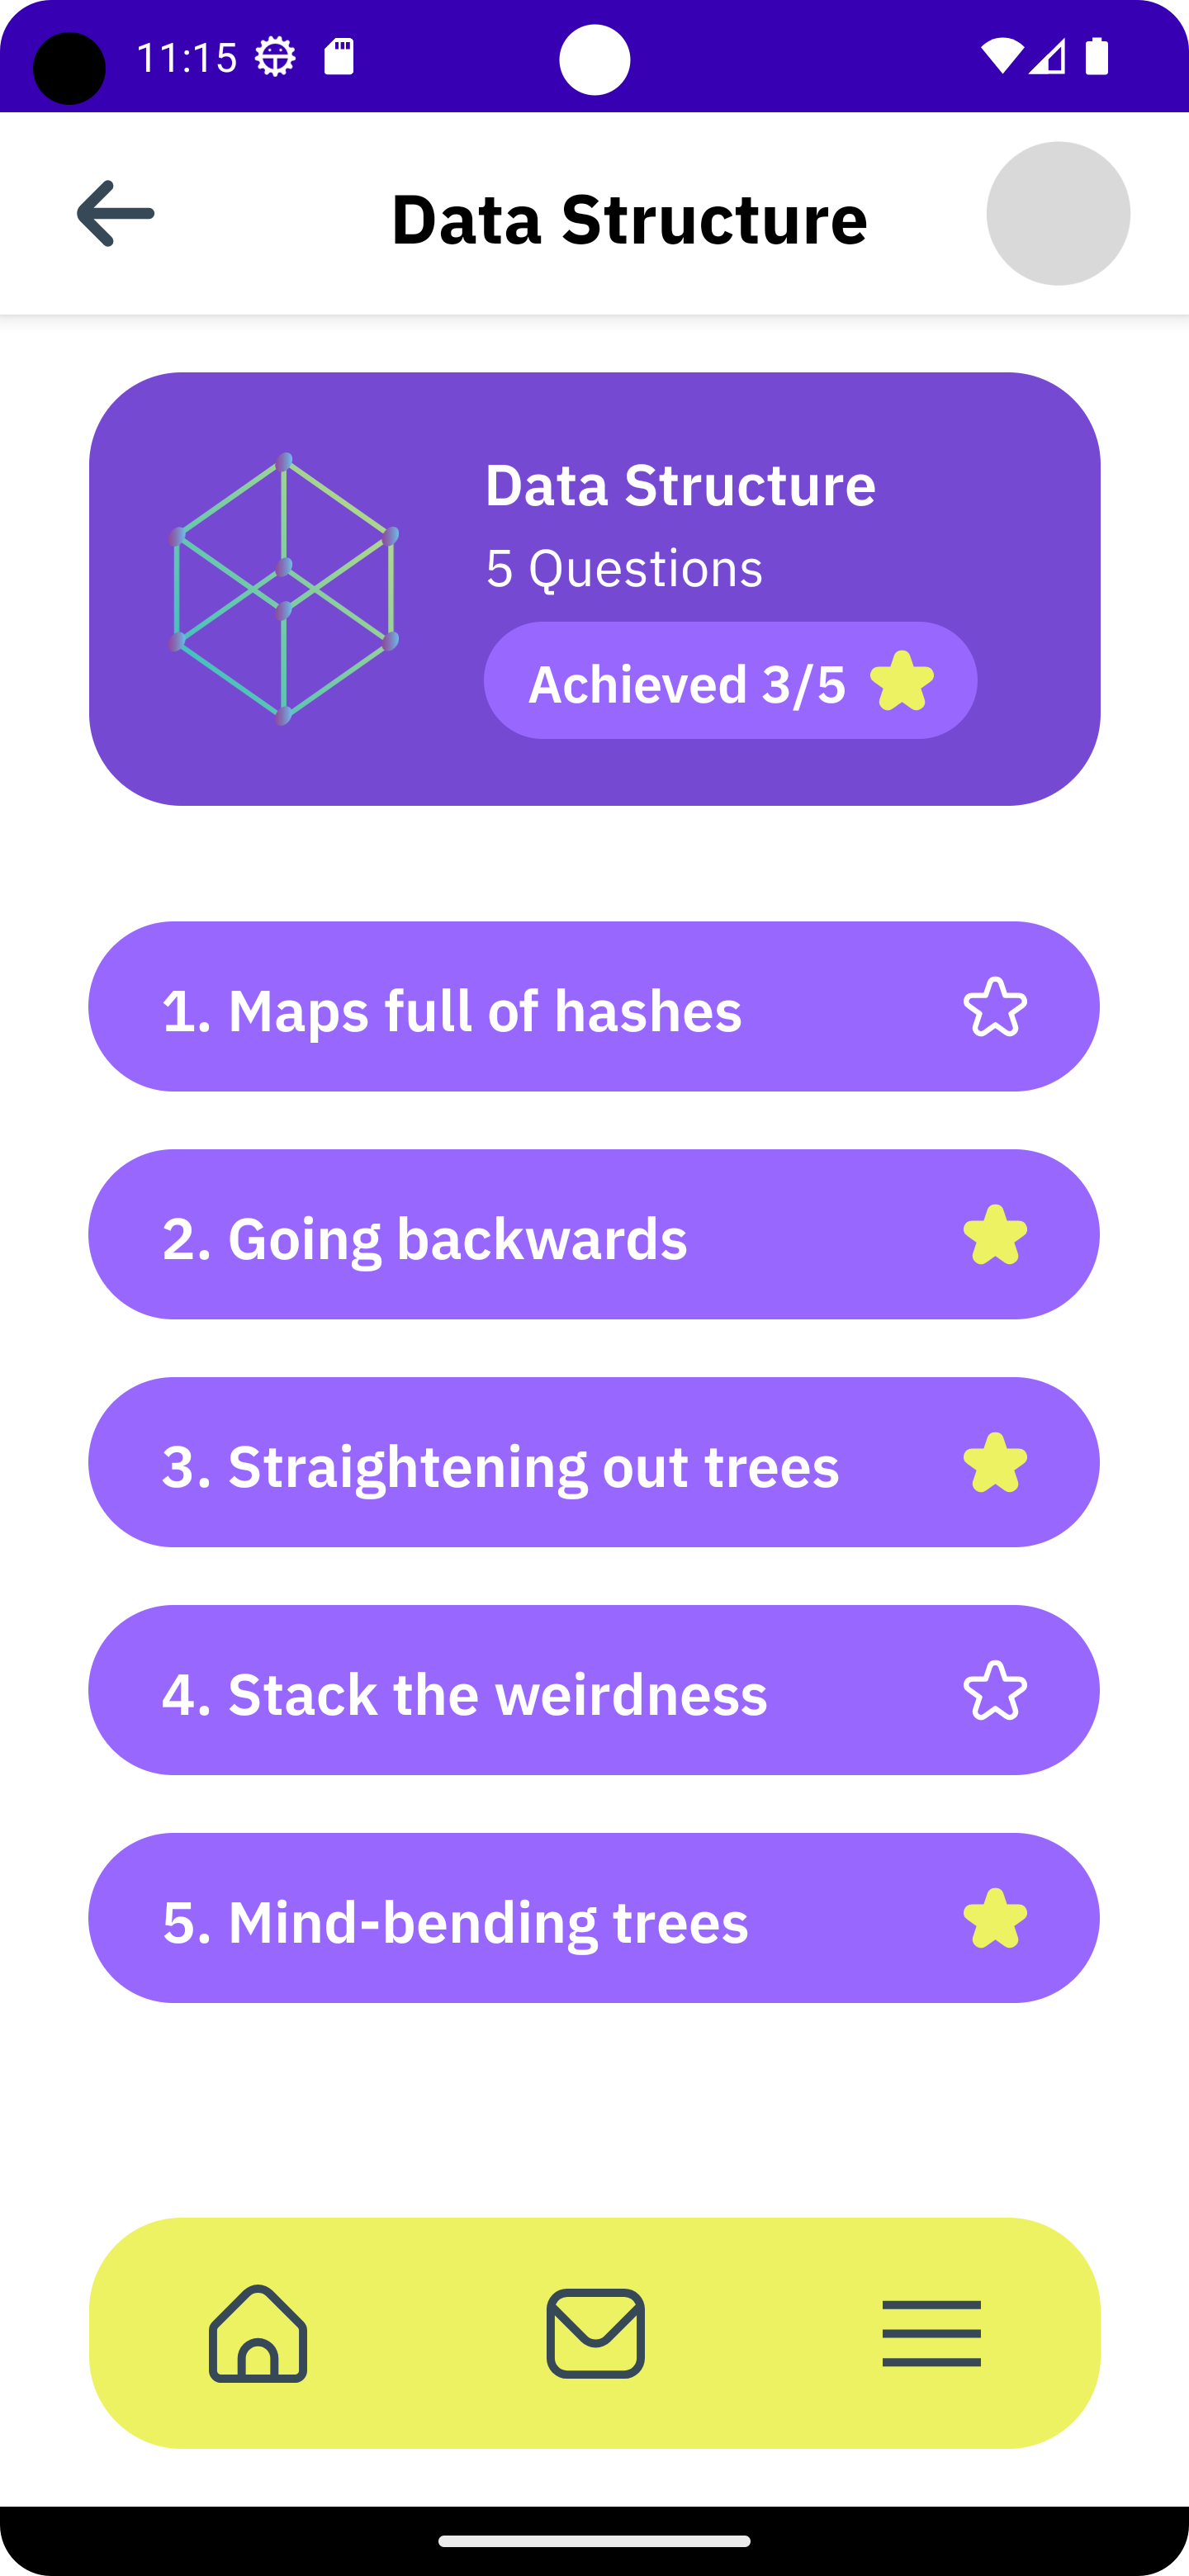 11:15
Data Structure
Data Structure
5 Questions
Achieved 3/5
1. Maps full of hashes
2. Going backwards
3. Straightening out trees
4. Stack the weirdness
5. Mind-bending trees